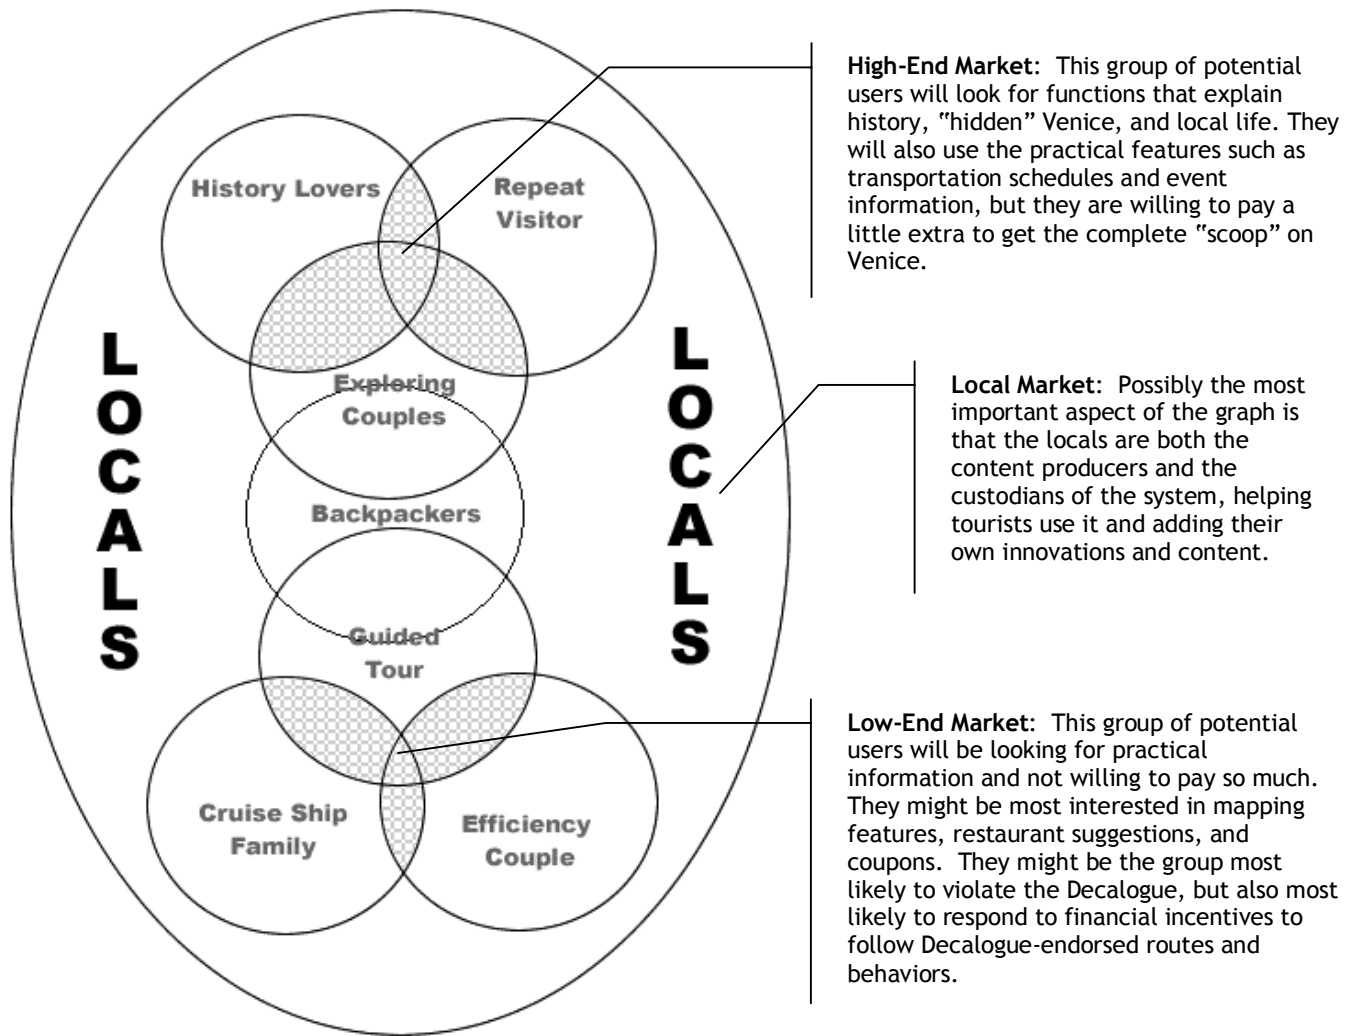 History Lovers
Repeat
Visitor
Exploring
Couples
Backpackers
Guided
Tour
Cruise Ship
Family
Efficiency
Couple
L
O
C
A
L
S
L
O
C
A
L
S
High-End Market:  This group of potential
users will look for functions that explain
history, “hidden” Venice, and local life. They
will also use the practical features such as
transportation schedules and event
information, but they are willing to pay a
little extra to get the complete “scoop” on
Venice.
Local Market:  Possibly the most
important aspect of the graph is
that the locals are both the
content producers and the
custodians of the system, helping
tourists use it and adding their
own innovations and content.
Low-End Market:  This group of potential
users will be looking for practical
information and not willing to pay so much.
They might be most interested in mapping
features, restaurant suggestions, and
coupons.  They might be the group most
likely to violate the Decalogue, but also most
likely to respond to financial incentives to
follow Decalogue-endorsed routes and
behaviors.